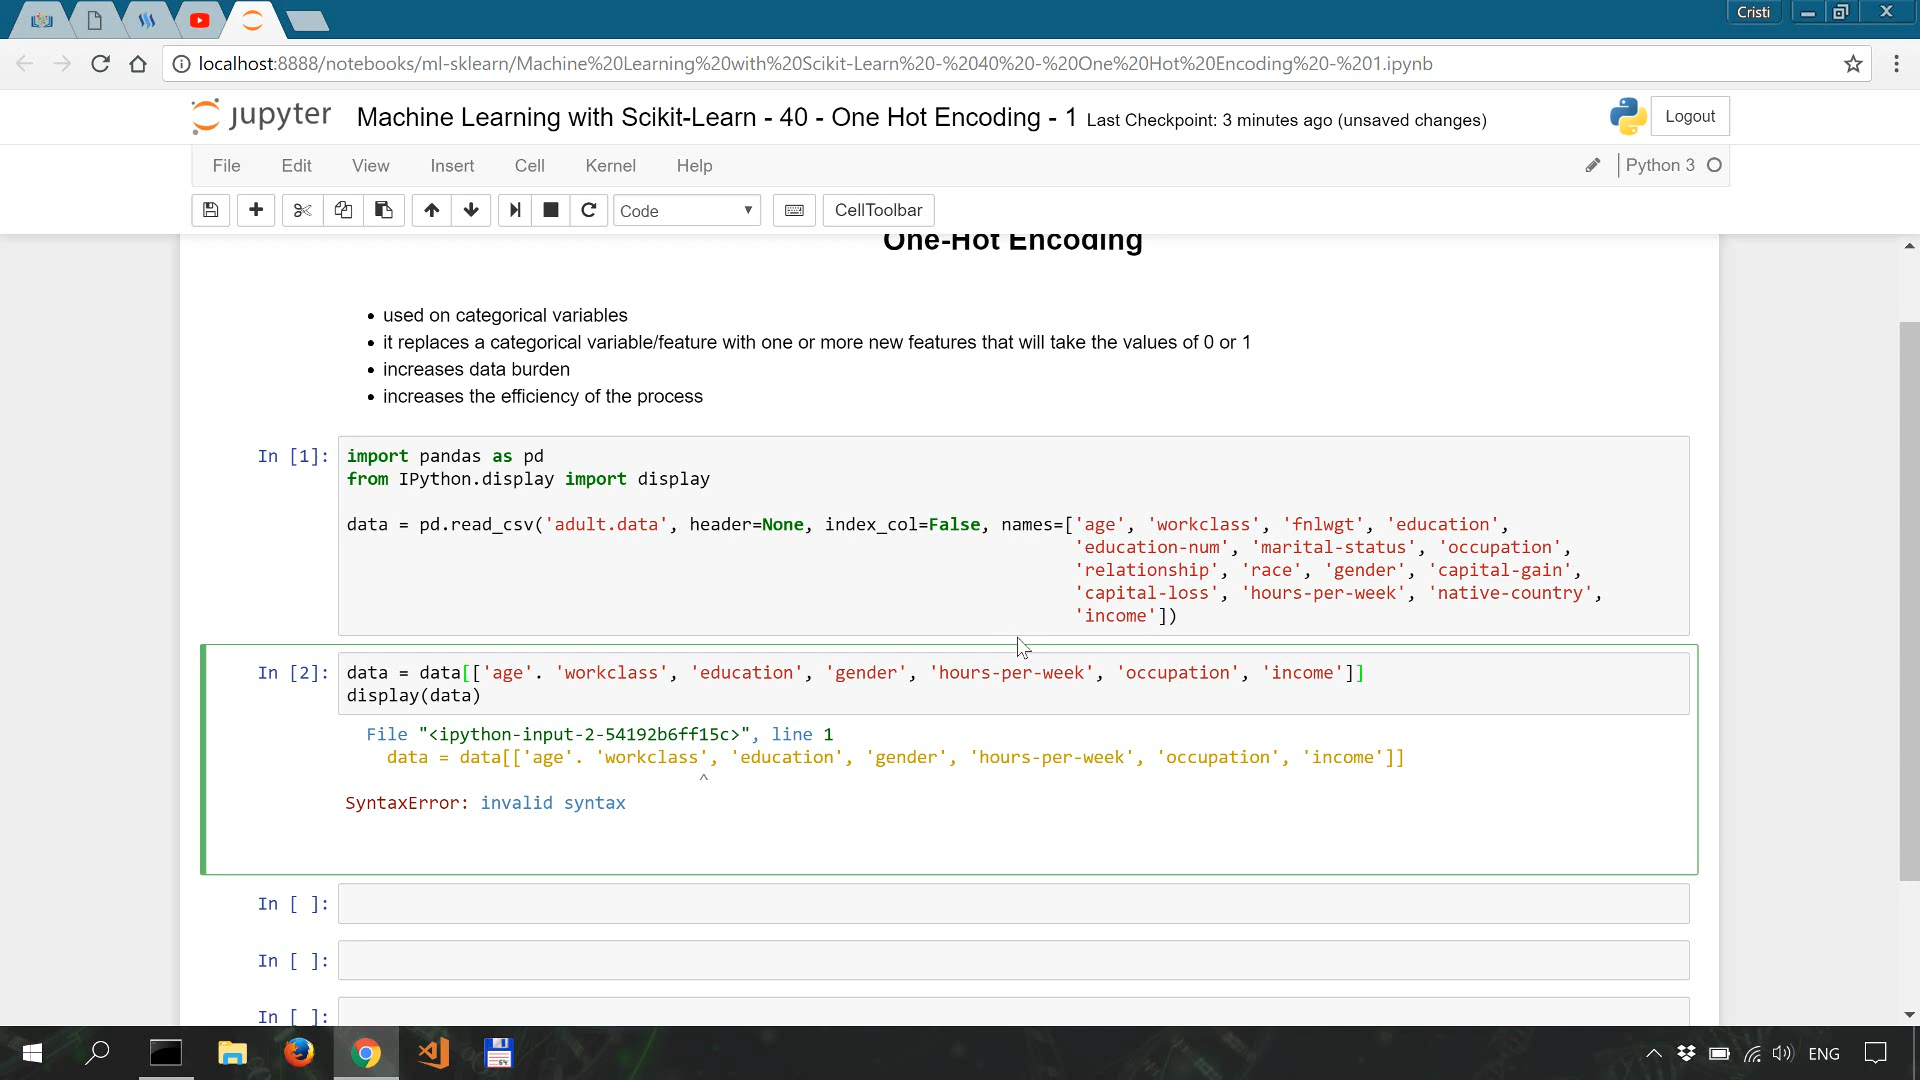 Cristi
localhost:8888/notebooks/ml-sklearn/Machine%20Learning%20with%20Scikit-Learn%20-%2040%20-%20One%20Hot%20Encoding%20-%201.ipynb
jupyter Machine Learning with Scikit-Learn - 40 - One Hot Encoding - 1 Last Checkpoint: 3 minutes ago (unsaved changes) Logout
File Edit View Insert Cell Kernel Help Python 3
Code CellToolbar
One-Hot Encoding
• used on categorical variables
• it replaces a categorical variable/feature with one or more new features that will take the values of 0 or 1
• increases data burden
• increases the efficiency of the process
In [1]: import pandas as pd
from IPython.display import display
data = pd.read_csv('adult.data', header=None, index_col=False, names=['age', 'workclass', 'fnlwgt', 'education',
'education-num', 'marital-status', 'occupation',
'relationship', 'race', 'gender', 'capital-gain',
'capital-loss', 'hours-per-week', 'native-country',
'income'])
In [2]: data = data[['age'. 'workclass', 'education', 'gender', 'hours-per-week', 'occupation', 'income']]
display(data)
File "<ipython-input-2-54192b6ff15c>", line 1
data = data[['age'. 'workclass', 'education', 'gender', 'hours-per-week', 'occupation', 'income']]
^
SyntaxError: invalid syntax
In [ ]:
In [ ]:
In [ ]:
64
ENG